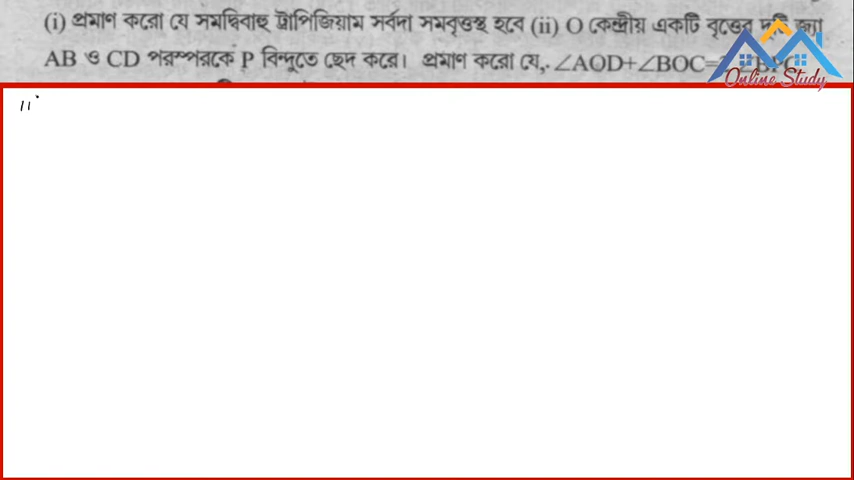 (i) প্রমাণ করো যে সমদ্বিবাহু ট্রাপিজিয়াম সর্বদা সমবৃত্তস্থ হবে (ii) O কেন্দ্রীয় একটি বৃত্তের দুটি জ্যা
AB ও CD পরস্পরকে P বিন্দুতে ছেদ করে। প্রমাণ করো যে, ∠AOD+∠BOC=
Online Study
11